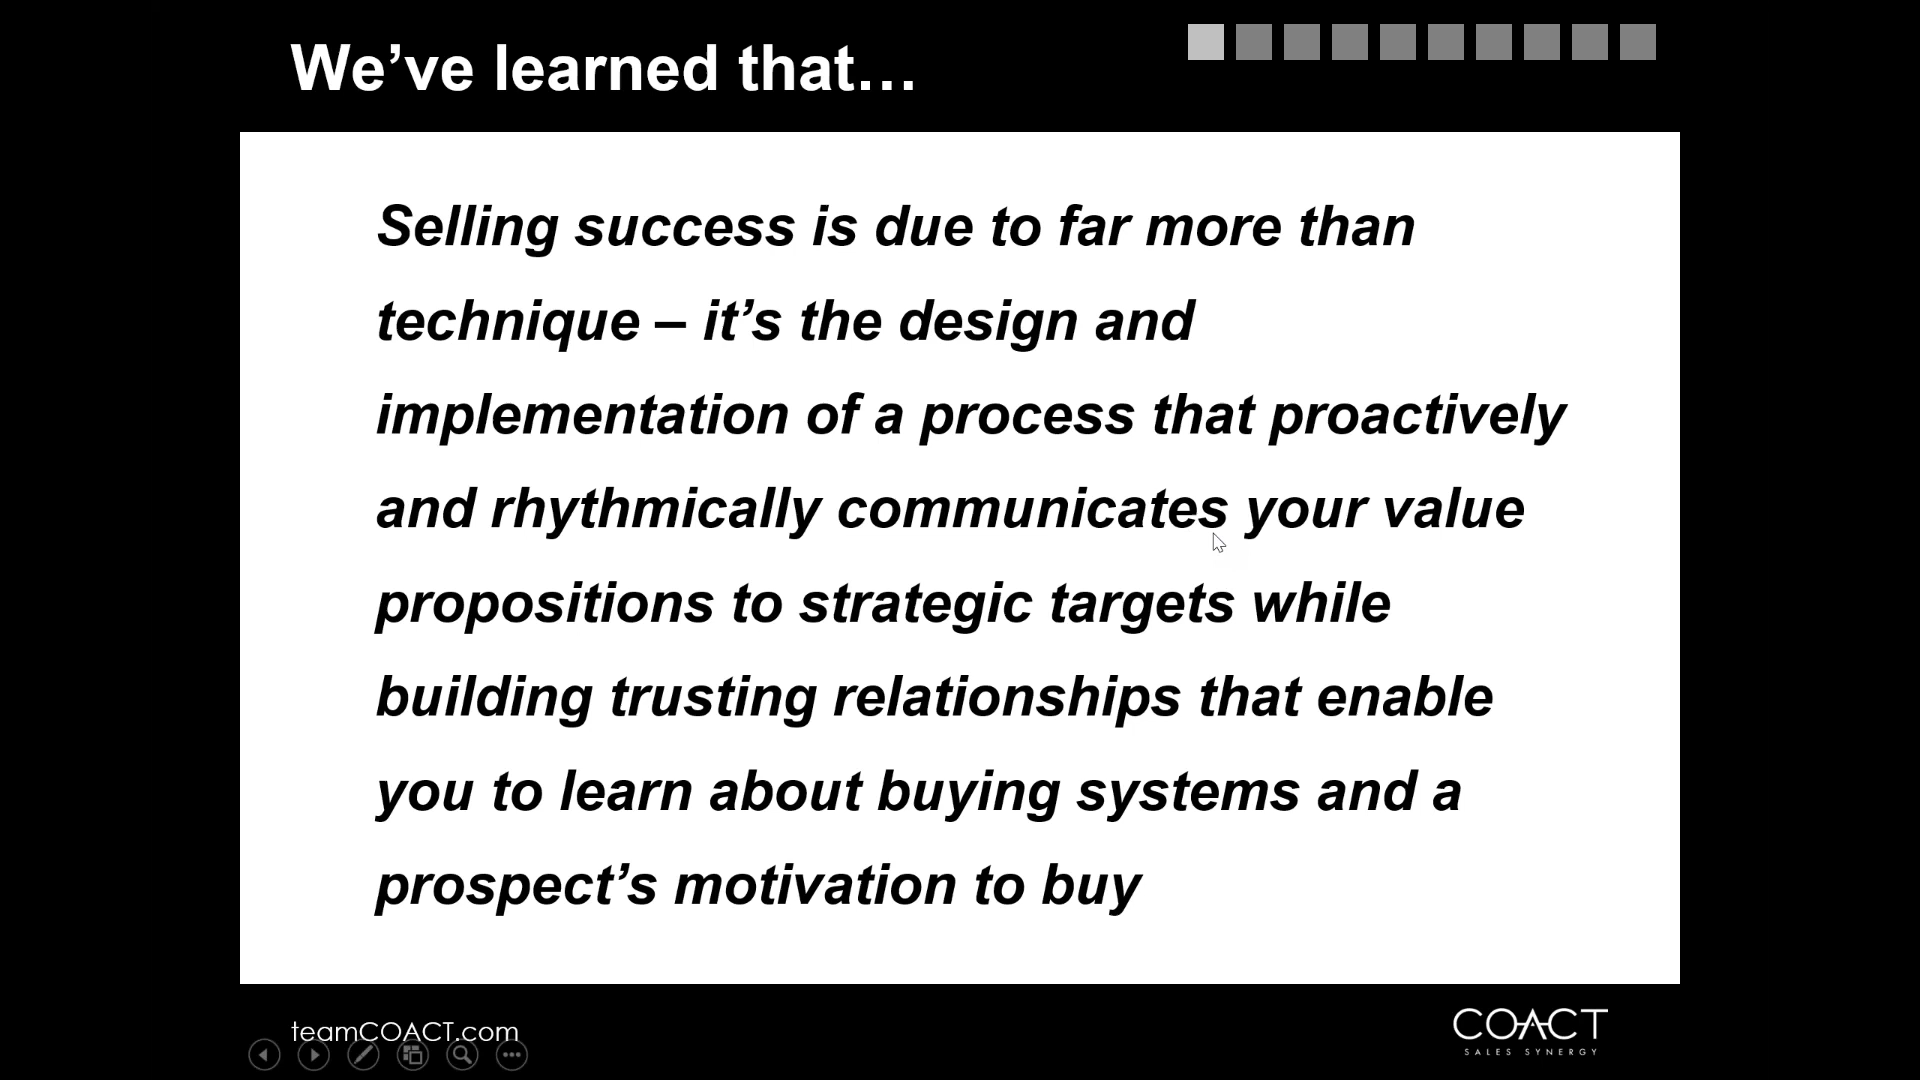 We’ve learned that…
Selling success is due to far more than
technique – it’s the design and
implementation of a process that proactively
and rhythmically communicates your value
propositions to strategic targets while
building trusting relationships that enable
you to learn about buying systems and a
prospect’s motivation to buy
teamCOACT.com
COACT
SALES SYNERGY